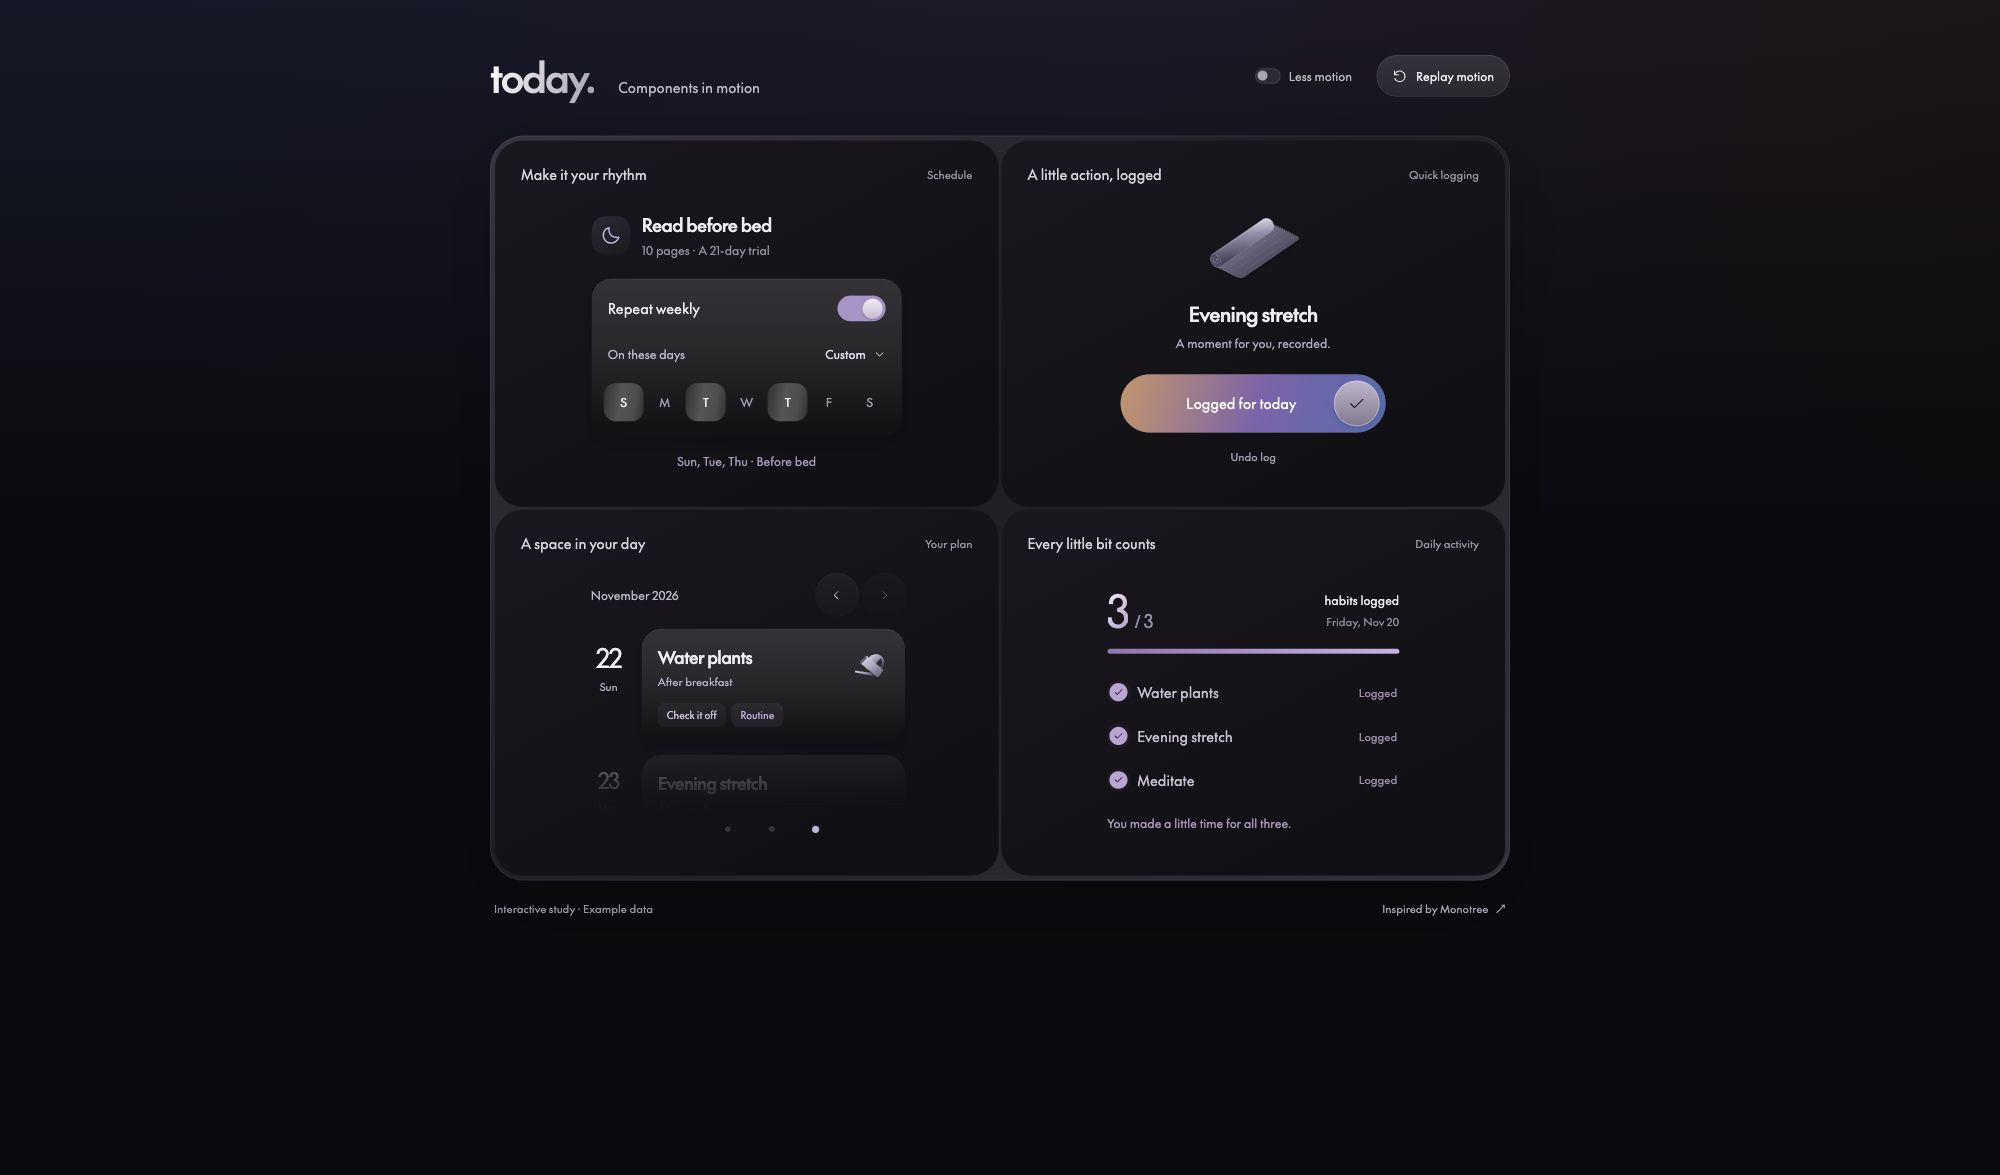 today.
Components in motion
Less motion
Replay motion
Make it your rhythm
Schedule
Read before bed
10 pages · A 21-day trial
Repeat weekly
On these days
Custom
S M T W T F S
Sun, Tue, Thu · Before bed
A little action, logged
Quick logging
Evening stretch
A moment for you, recorded.
Logged for today
Undo log
A space in your day
Your plan
November 2026
22
Sun
Water plants
After breakfast
Check it off
Routine
23
Evening stretch
Every little bit counts
Daily activity
3 / 3
habits logged
Friday, Nov 20
Water plants
Logged
Evening stretch
Logged
Meditate
Logged
You made a little time for all three.
Interactive study · Example data
Inspired by Monotree